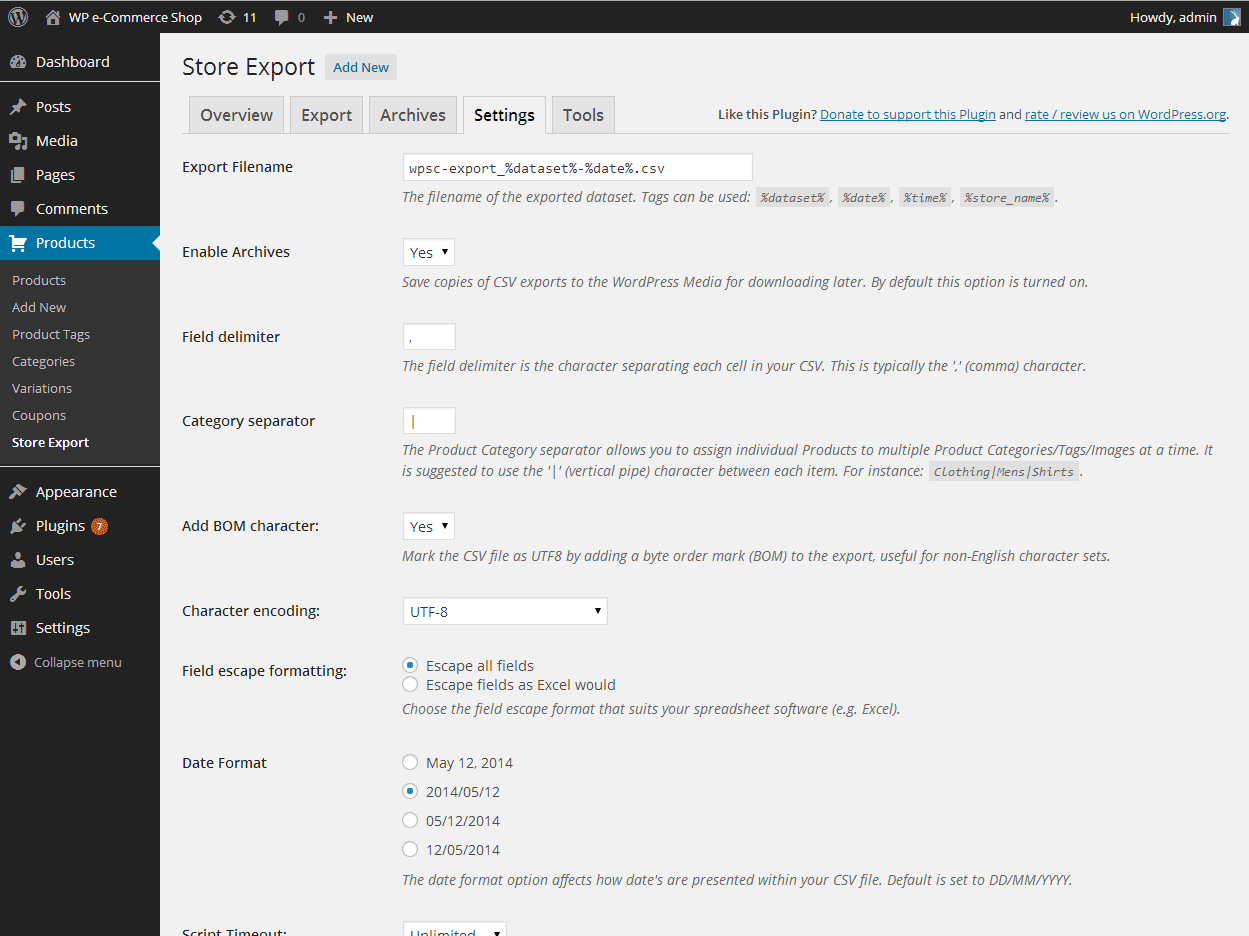 WP e-Commerce Shop 11 0 New Howdy, admin
Dashboard
Posts
Media
Pages
Comments
Products
Products
Add New
Product Tags
Categories
Variations
Coupons
Store Export
Appearance
Plugins 7
Users
Tools
Settings
Collapse menu
Store Export Add New
Overview Export Archives Settings Tools Like this Plugin? Donate to support this Plugin and rate / review us on WordPress.org.
Export Filename wpsc-export_%dataset%-%date%.csv
The filename of the exported dataset. Tags can be used: %dataset%, %date%, %time%, %store_name%.
Enable Archives Yes
Save copies of CSV exports to the WordPress Media for downloading later. By default this option is turned on.
Field delimiter ,
The field delimiter is the character separating each cell in your CSV. This is typically the ',' (comma) character.
Category separator |
The Product Category separator allows you to assign individual Products to multiple Product Categories/Tags/Images at a time. It
is suggested to use the '|' (vertical pipe) character between each item. For instance: Clothing|Mens|Shirts.
Add BOM character: Yes
Mark the CSV file as UTF8 by adding a byte order mark (BOM) to the export, useful for non-English character sets.
Character encoding: UTF-8
Field escape formatting: Escape all fields
Escape fields as Excel would
Choose the field escape format that suits your spreadsheet software (e.g. Excel).
Date Format May 12, 2014
2014/05/12
05/12/2014
12/05/2014
The date format option affects how date's are presented within your CSV file. Default is set to DD/MM/YYYY.
Script Timeout: Unlimited